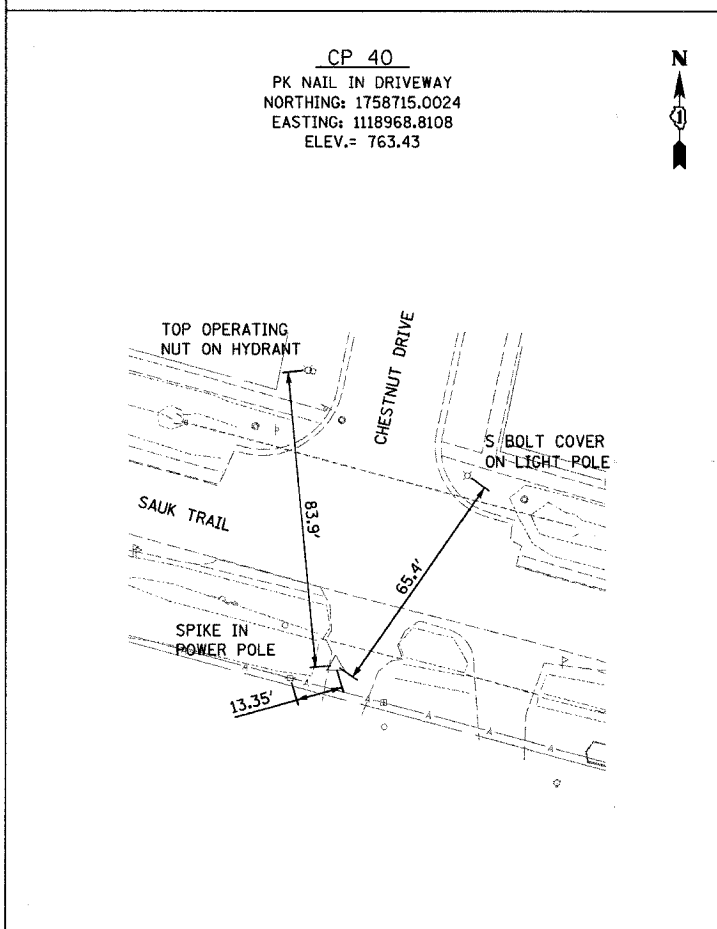 CP 40
PK NAIL IN DRIVEWAY
NORTHING: 1758715.0024
EASTING: 1118968.8108
ELEV.= 763.43
N
1
TOP OPERATING
NUT ON HYDRANT
CHESTNUT DRIVE
S BOLT COVER
ON LIGHT POLE
83.9'
SAUK TRAIL
65.4'
SPIKE IN
POWER POLE
13.35'
A
A
A
A
A
A